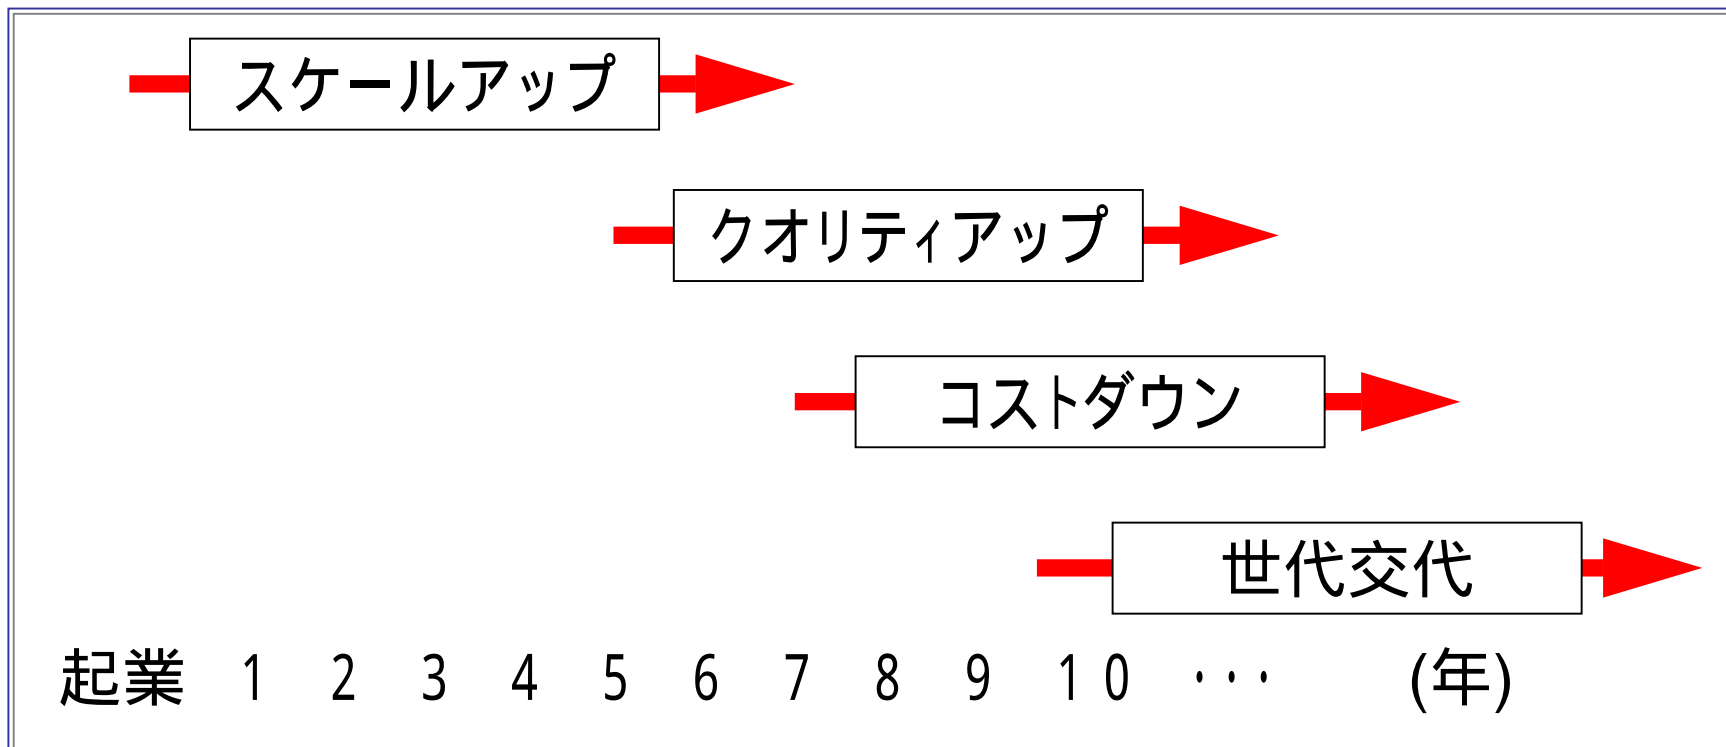 スケールアップ
クオリティアップ
コストダウン
世代交代
起業 1 2 3 4 5 6 7 8 9 10 ・・・ (年)